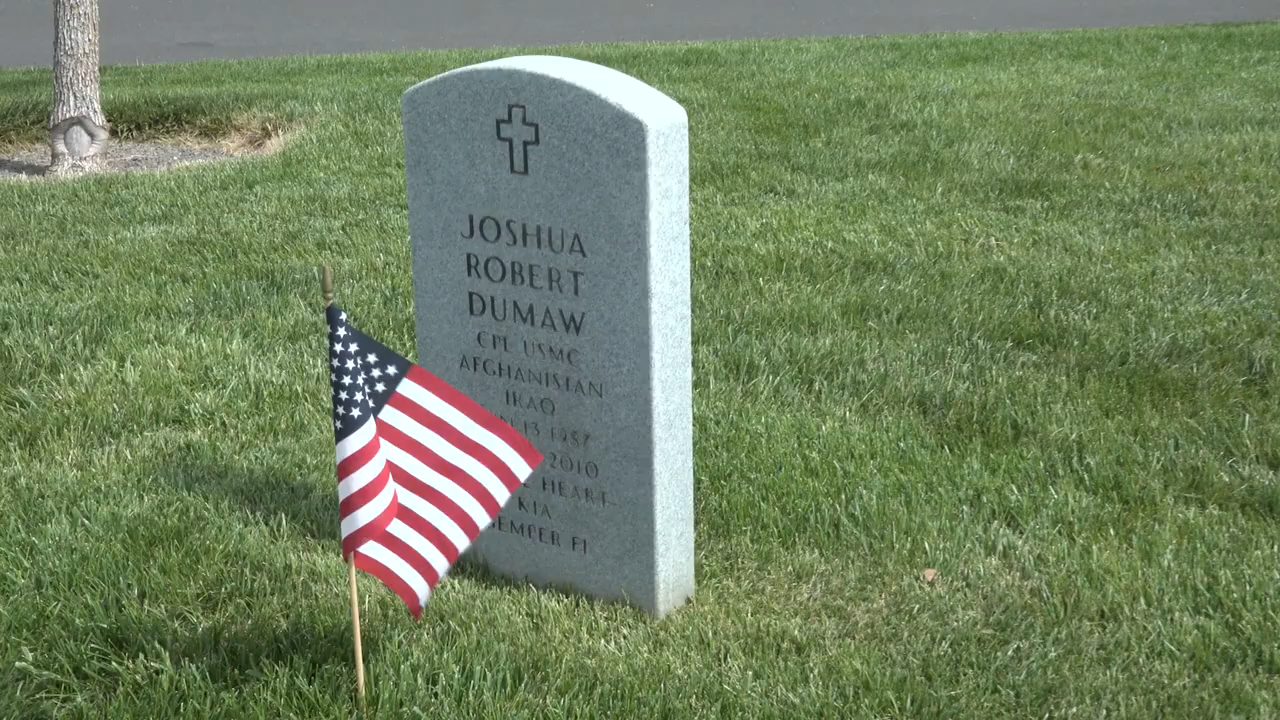 JOSHUA
ROBERT
DUMAW
CPL USMC
AFGHANISTAN
IRAQ
13 1987
2010
HEART
KIA
SEMPER FI